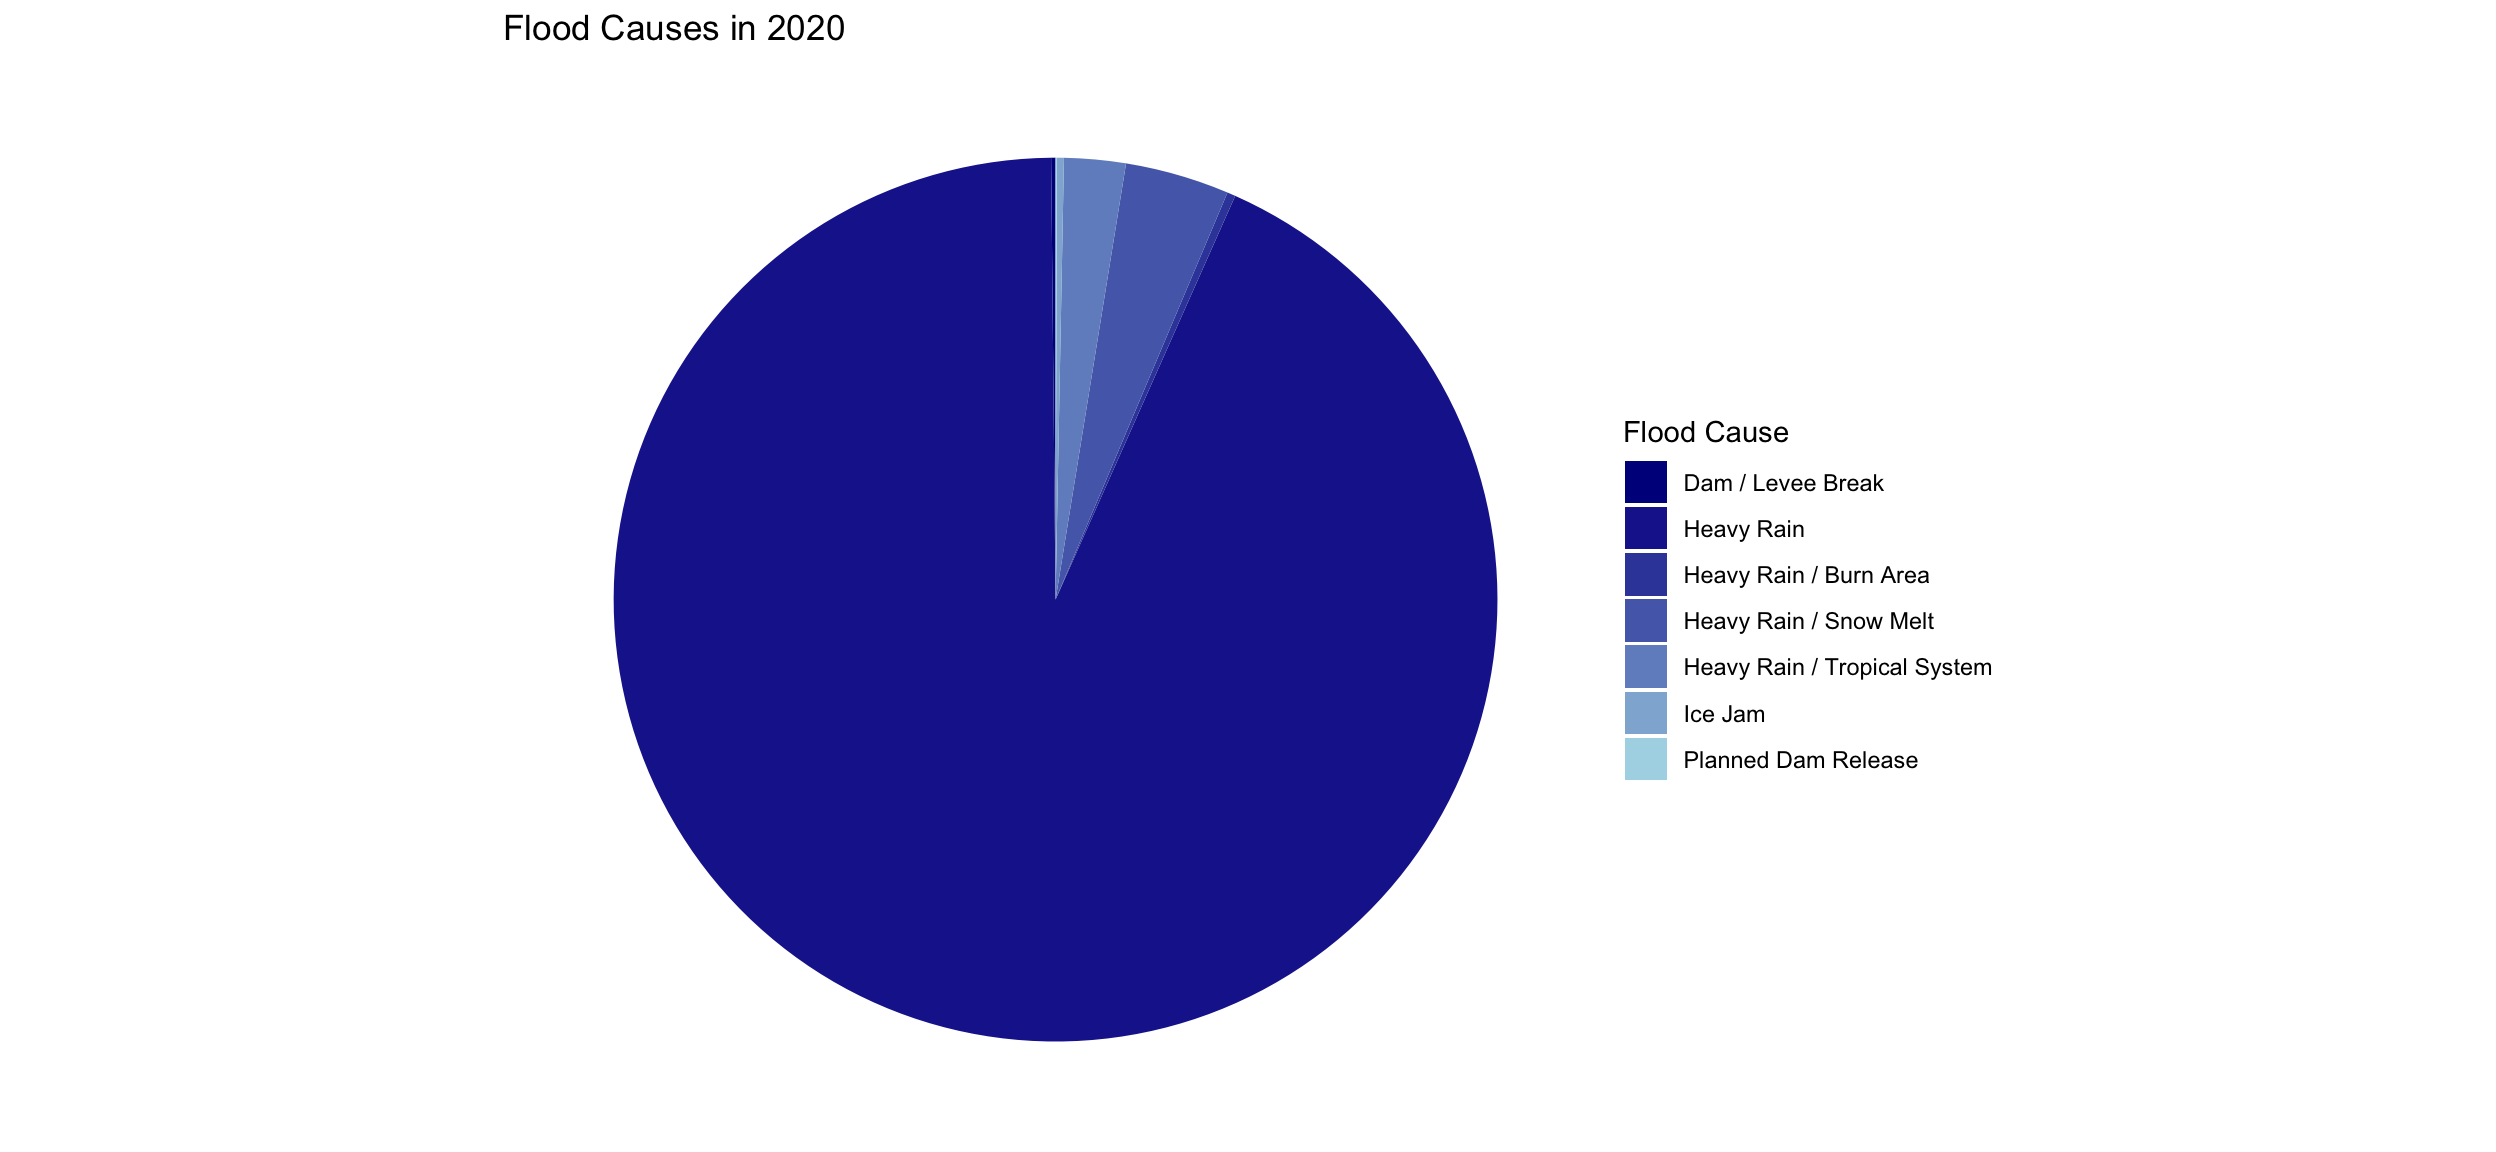 Flood Causes in 2020
Flood Cause
Dam / Levee Break
Heavy Rain
Heavy Rain / Burn Area
Heavy Rain / Snow Melt
Heavy Rain / Tropical System
Ice Jam
Planned Dam Release